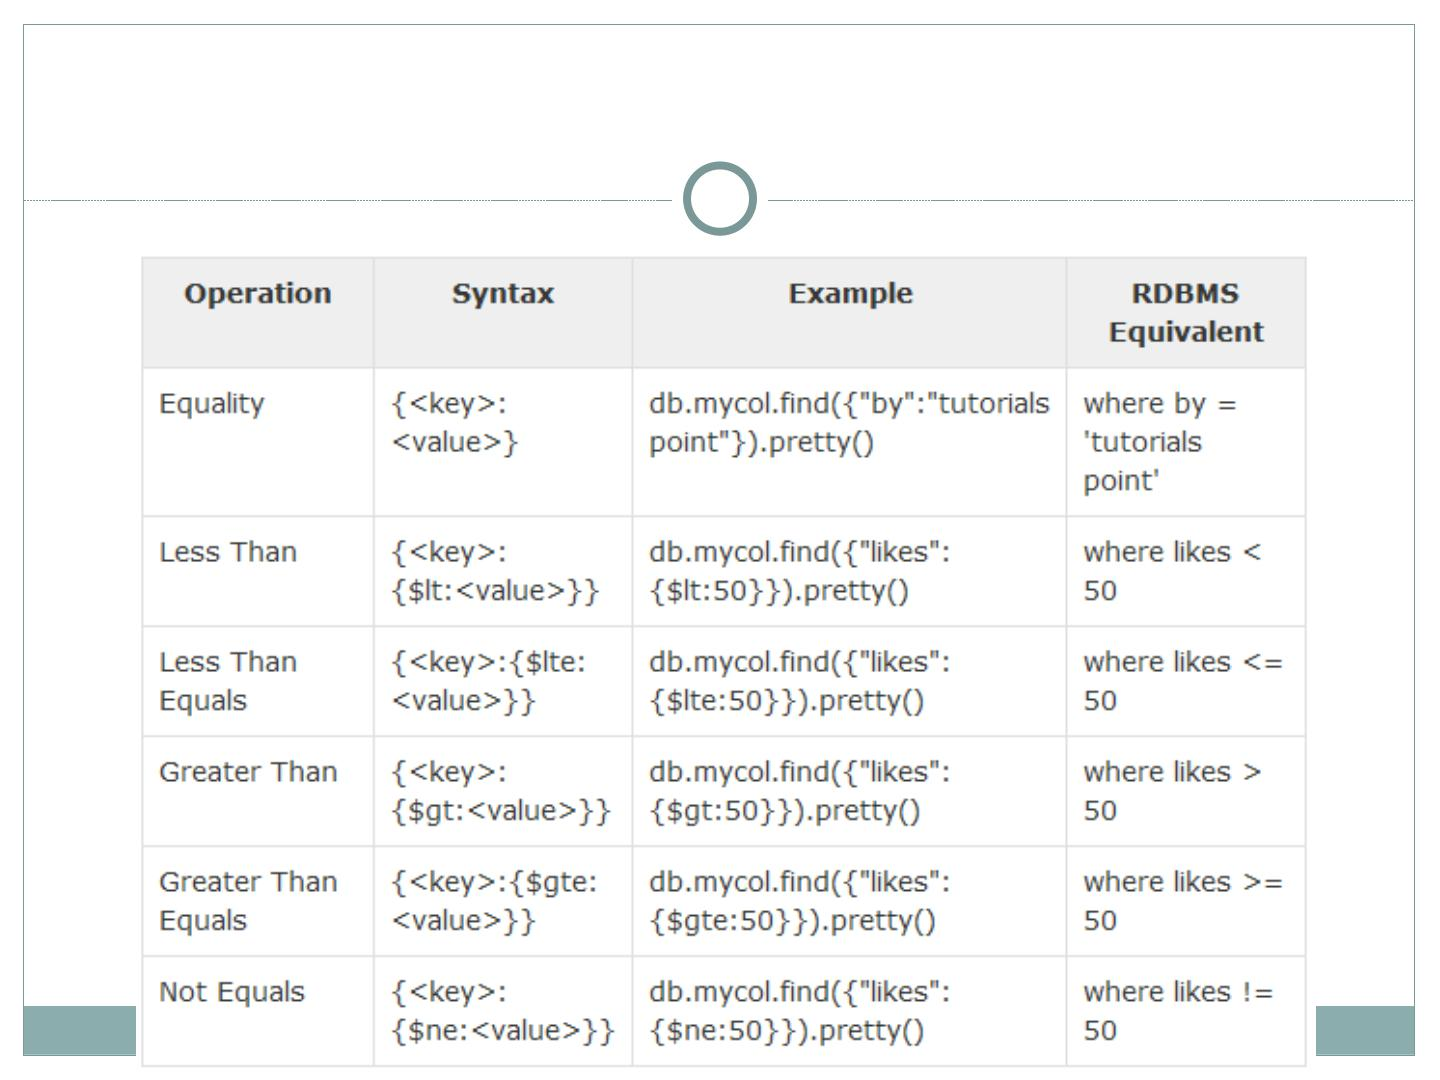 Operation
Syntax
Example
RDBMS
Equivalent
Equality
{<key>:
<value>}
db.mycol.find({"by":"tutorials
point"}).pretty()
where by =
'tutorials
point'
Less Than
{<key>:
{$lt:<value>}}
db.mycol.find({"likes":
{$lt:50}}).pretty()
where likes <
50
Less Than
Equals
{<key>:{$lte:
<value>}}
db.mycol.find({"likes":
{$lte:50}}).pretty()
where likes <=
50
Greater Than
{<key>:
{$gt:<value>}}
db.mycol.find({"likes":
{$gt:50}}).pretty()
where likes >
50
Greater Than
Equals
{<key>:{$gte:
<value>}}
db.mycol.find({"likes":
{$gte:50}}).pretty()
where likes >=
50
Not Equals
{<key>:
{$ne:<value>}}
db.mycol.find({"likes":
{$ne:50}}).pretty()
where likes !=
50